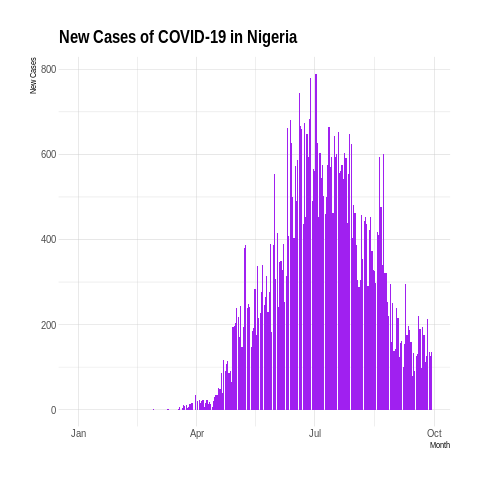 New Cases of COVID-19 in Nigeria
New Cases
800
600
400
200
0
Jan Apr Jul Oct
Month